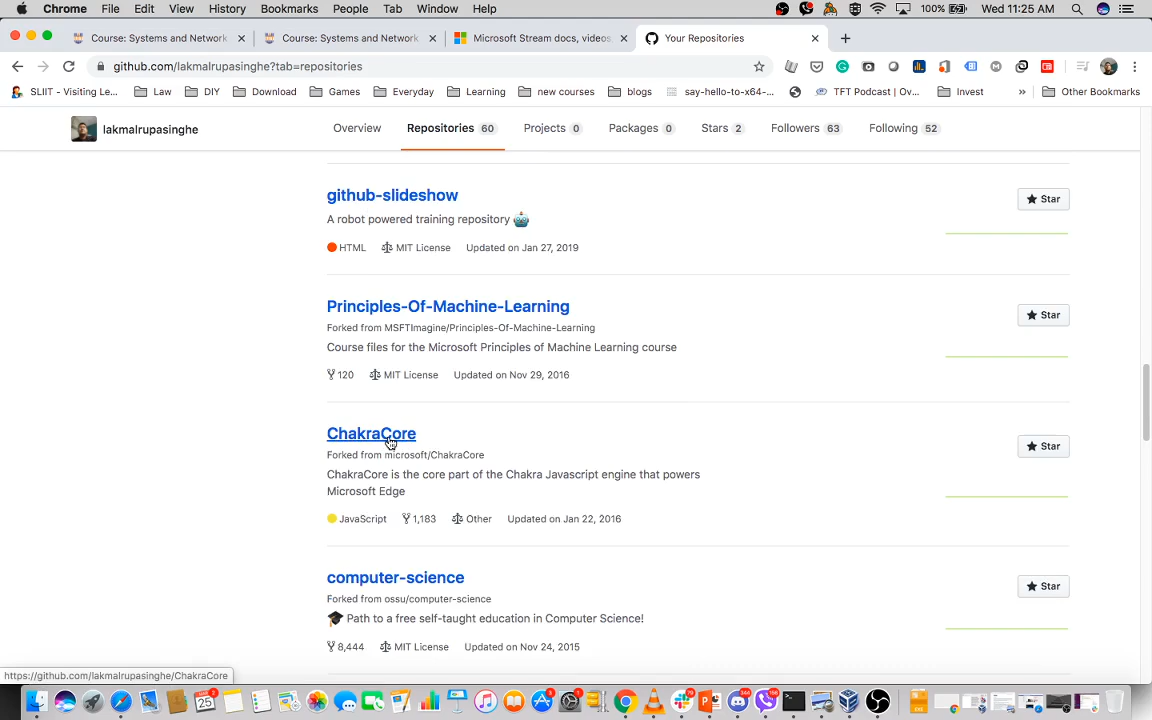 Chrome File Edit View History Bookmarks People Tab Window Help 100% Wed 11:25 AM
Course: Systems and Network Course: Systems and Network Microsoft Stream docs, videos, Your Repositories
github.com/lakmalrupasinghe?tab=repositories
SLIIT - Visiting Le... Law DIY Download Games Everyday Learning new courses blogs say-hello-to-x64-... TFT Podcast | Ov... Invest » Other Bookmarks
lakmalrupasinghe Overview Repositories 60 Projects 0 Packages 0 Stars 2 Followers 63 Following 52
github-slideshow
Star
A robot powered training repository
HTML MIT License Updated on Jan 27, 2019
Principles-Of-Machine-Learning
Star
Forked from MSFTImagine/Principles-Of-Machine-Learning
Course files for the Microsoft Principles of Machine Learning course
120 MIT License Updated on Nov 29, 2016
ChakraCore
Star
Forked from microsoft/ChakraCore
ChakraCore is the core part of the Chakra Javascript engine that powers
Microsoft Edge
JavaScript 1,183 Other Updated on Jan 22, 2016
computer-science
Star
Forked from ossu/computer-science
Path to a free self-taught education in Computer Science!
8,444 MIT License Updated on Nov 24, 2015
https://github.com/lakmalrupasinghe/ChakraCore